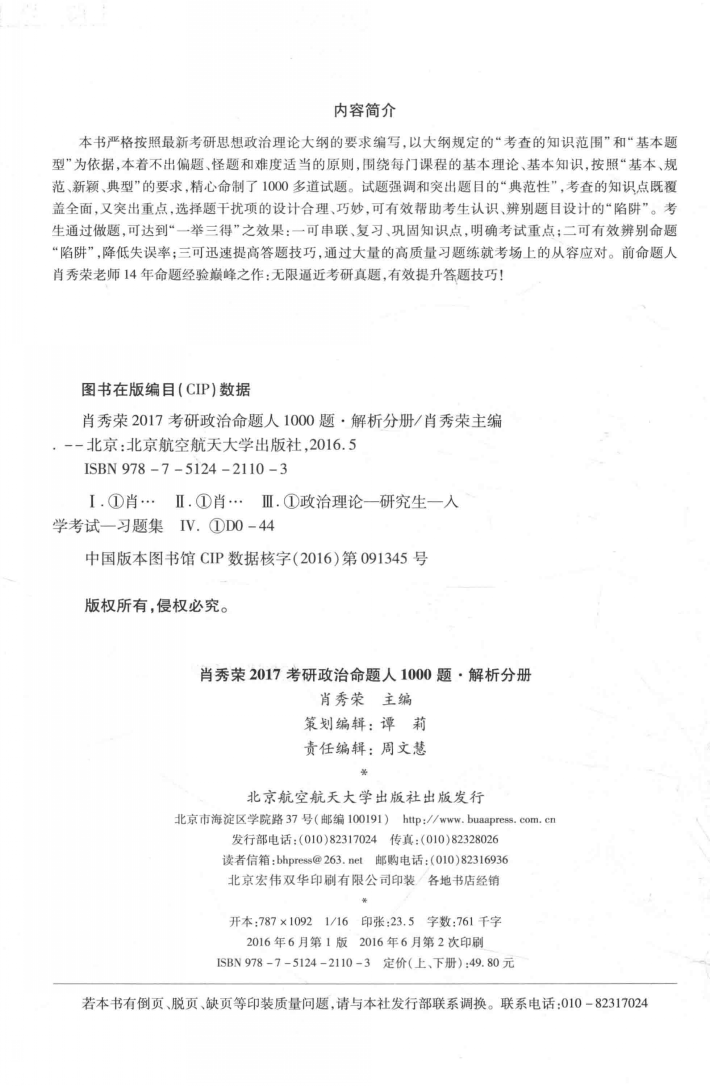 内容简介
本书严格按照最新考研思想政治理论大纲的要求编写,以大纲规定的“考查的知识范围”和“基本题
型”为依据,本着不出偏题、怪题和难度适当的原则,围绕每门课程的基本理论、基本知识,按照“基本、规
范、新颖、典型”的要求,精心命制了1000多道试题。试题强调和突出题目的“典范性”,考查的知识点既覆
盖全面,又突出重点,选择题干扰项的设计合理、巧妙,可有效帮助考生认识、辨别题目设计的“陷阱”。考
生通过做题,可达到“一举三得”之效果:一可串联、复习、巩固知识点,明确考试重点;二可有效辨别命题
“陷阱”,降低失误率;三可迅速提高答题技巧,通过大量的高质量习题练就考场上的从容应对。前命题人
肖秀荣老师14年命题经验巅峰之作:无限逼近考研真题,有效提升答题技巧!
图书在版编目(CIP)数据
肖秀荣2017考研政治命题人1000题·解析分册/肖秀荣主编
.--北京:北京航空航天大学出版社,2016.5
ISBN 978-7-5124-2110-3
Ⅰ.①肖… Ⅱ.①肖… Ⅲ.①政治理论—研究生—入
学考试—习题集 Ⅳ.①D0-44
中国版本图书馆CIP数据核字(2016)第091345号
版权所有,侵权必究。
肖秀荣2017考研政治命题人1000题·解析分册
肖秀荣 主编
策划编辑:谭 莉
责任编辑:周文慧
*
北京航空航天大学出版社出版发行
北京市海淀区学院路37号(邮编100191) http://www.buaapress.com.cn
发行部电话:(010)82317024 传真:(010)82328026
读者信箱:bhpress@263.net 邮购电话:(010)82316936
北京宏伟双华印刷有限公司印装 各地书店经销
*
开本:787×1092 1/16 印张:23.5 字数:761千字
2016年6月第1版 2016年6月第2次印刷
ISBN 978-7-5124-2110-3 定价(上、下册):49.80元
若本书有倒页、脱页、缺页等印装质量问题,请与本社发行部联系调换。联系电话:010-82317024